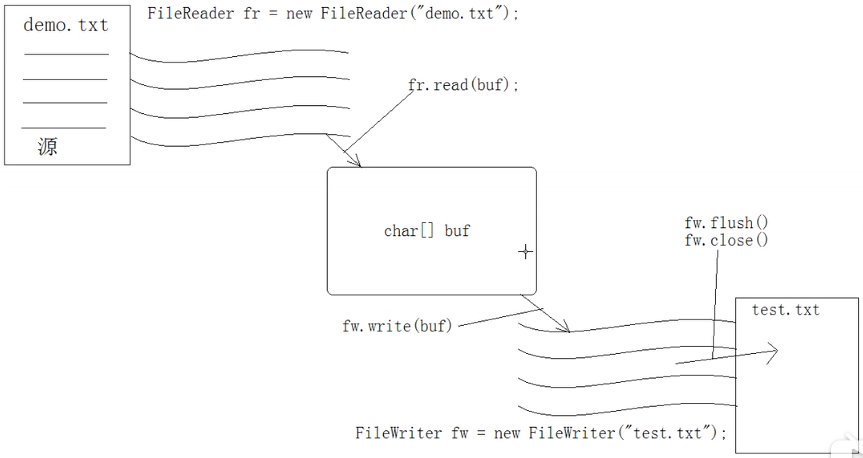 FileReader fr = new FileReader("demo.txt");
demo.txt
源
fr.read(buf);
char[] buf
fw.flush()
fw.close()
test.txt
fw.write(buf)
FileWriter fw = new FileWriter("test.txt");